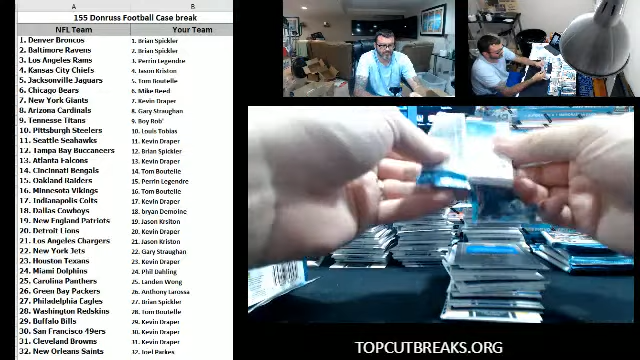 A B
155 Donruss Football Case break
NFL Team Your Team
1. Denver Broncos 1. Brian Spickler
2. Baltimore Ravens 2. Brian Spickler
3. Los Angeles Rams 3. Perrin Legendre
4. Kansas City Chiefs 4. Jason Kriston
5. Jacksonville Jaguars 5. Tom Boutelle
6. Chicago Bears 6. Mike Reed
7. New York Giants 7. Kevin Draper
8. Arizona Cardinals 8. Gary Straughan
9. Tennesse Titans 9. Boy Rob'
10. Pittsburgh Steelers 10. Louis Tobias
11. Seattle Seahawks 11. Kevin Draper
12. Tampa Bay Buccaneers 12. Brian Spickler
13. Atlanta Falcons 13. Kevin Draper
14. Cincinnati Bengals 14. Tom Boutelle
15. Oakland Raiders 15. Perrin Legendre
16. Minnesota Vikings 16. Tom Boutelle
17. Indianapolis Colts 17. Kevin Draper
18. Dallas Cowboys 18. bryan Demoine
19. New England Patriots 19. Jason Krsiton
20. Detroit Lions 20. Kevin Draper
21. Los Angeles Chargers 21. Jason Kriston
22. New York Jets 22. Gary Straughan
23. Houston Texans 23. Kevin Draper
24. Miami Dolphins 24. Phil Dahling
25. Carolina Panthers 25. Landen Wong
26. Green Bay Packers 26. Anthony Larossa
27. Philadelphia Eagles 27. Brian Spickler
28. Washington Redskins 28. Tom Boutelle
29. Buffalo Bills 29. Kevin Draper
30. San Francisco 49ers 30. Kevin Draper
31. Cleveland Browns 31. Kevin Draper
32. New Orleans Saints 32. Joel Parkes
TOPCUTBREAKS.ORG